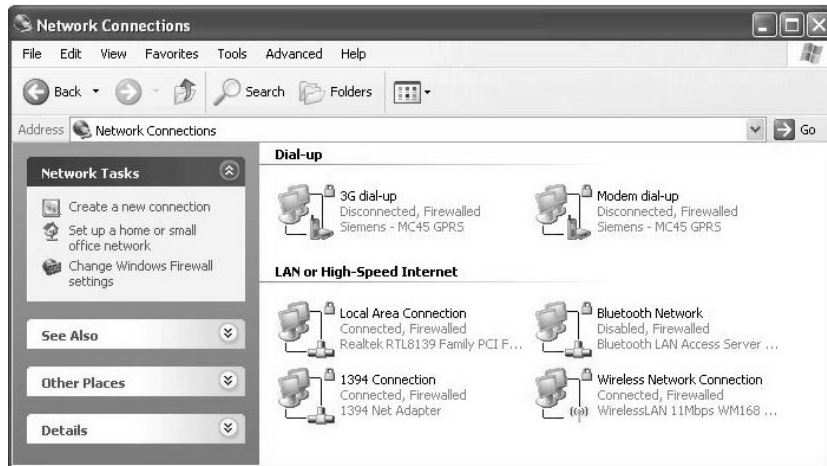 Network Connections
File Edit View Favorites Tools Advanced Help
Back Search Folders
Address Network Connections Go
Network Tasks
Create a new connection
Set up a home or small
office network
Change Windows Firewall
settings
See Also
Other Places
Details
Dial-up
3G dial-up
Disconnected, Firewalled
Siemens - MC45 GPRS
Modem dial-up
Disconnected, Firewalled
Siemens - MC45 GPRS
LAN or High-Speed Internet
Local Area Connection
Connected, Firewalled
Realtek RTL8139 Family PCI F...
Bluetooth Network
Disabled, Firewalled
Bluetooth LAN Access Server ...
1394 Connection
Connected, Firewalled
1394 Net Adapter
Wireless Network Connection
Connected, Firewalled
WirelessLAN 11Mbps WM168 ...